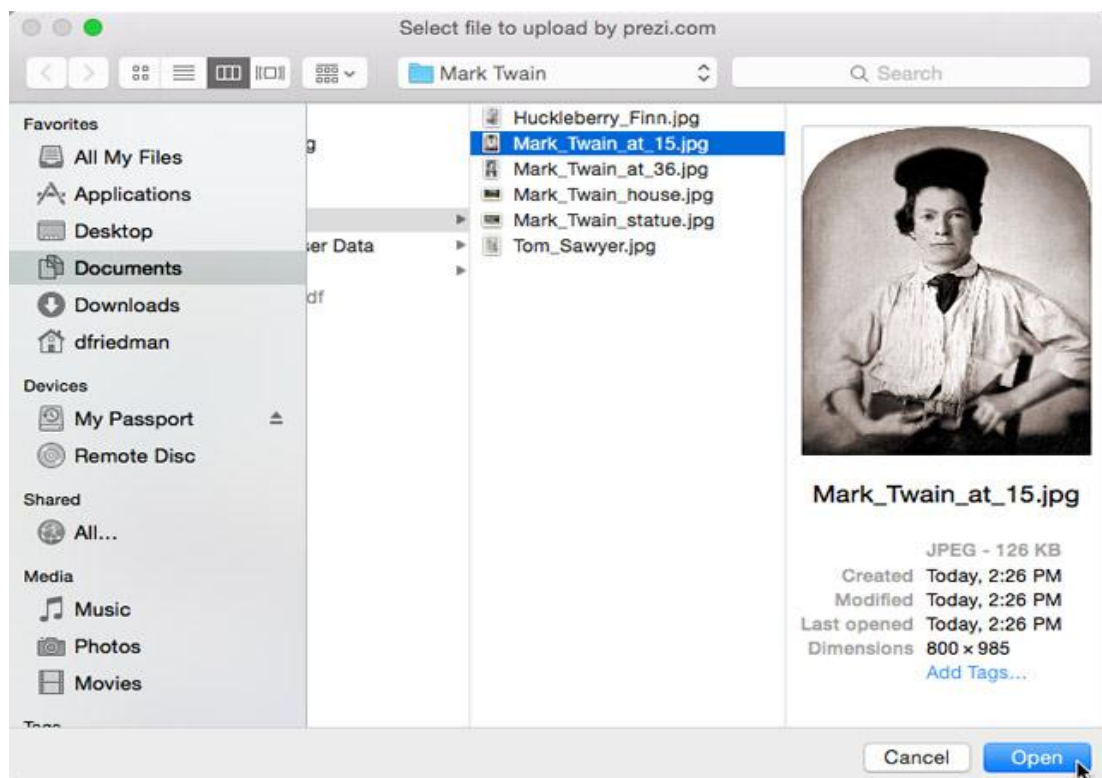 Select file to upload by prezi.com
Mark Twain
Search
Favorites
All My Files
Applications
Desktop
Documents
Downloads
dfriedman
Devices
My Passport
Remote Disc
Shared
All...
Media
Music
Photos
Movies
Tags
g
er Data
df
Huckleberry_Finn.jpg
Mark_Twain_at_15.jpg
Mark_Twain_at_36.jpg
Mark_Twain_house.jpg
Mark_Twain_statue.jpg
Tom_Sawyer.jpg
Mark_Twain_at_15.jpg
JPEG - 126 KB
Created Today, 2:26 PM
Modified Today, 2:26 PM
Last opened Today, 2:26 PM
Dimensions 800 × 985
Add Tags...
Cancel
Open